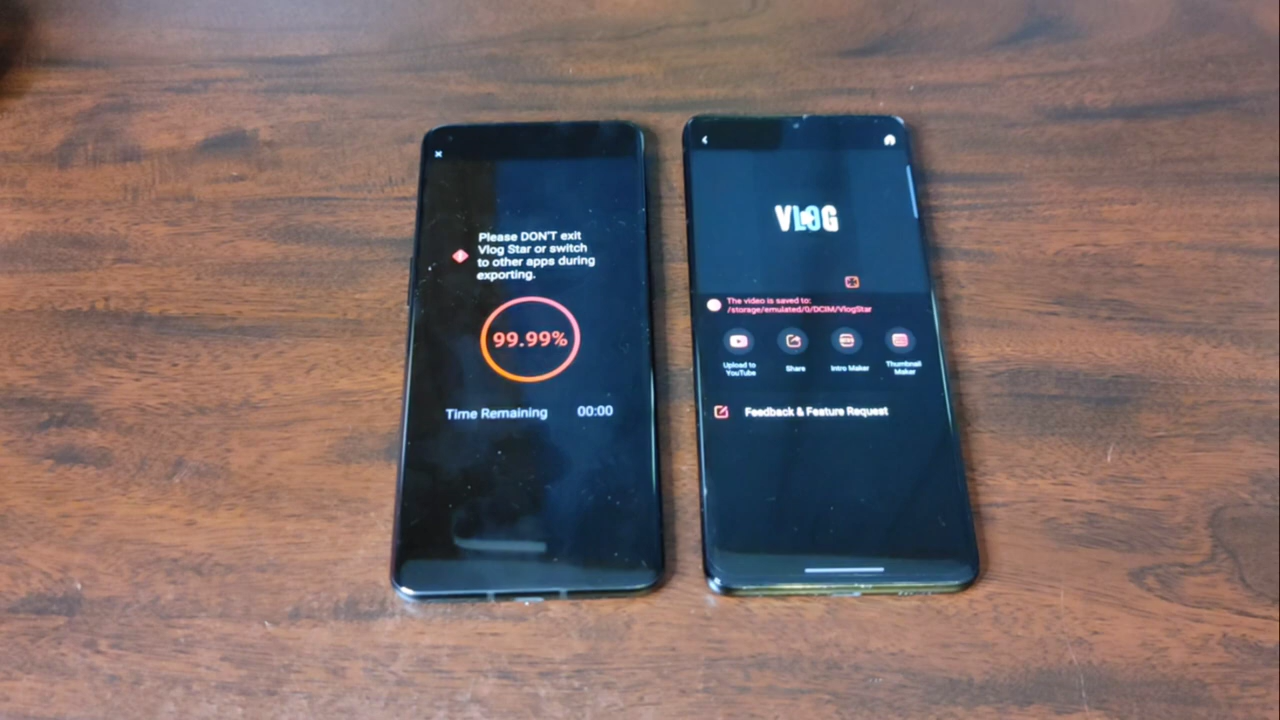 Please DON'T exit
Vlog Star or switch
to other apps during
exporting.
99.99%
Time Remaining 00:00
VLOG
The video is saved to:
/storage/emulated/0/DCIM/VlogStar
Upload to
YouTube
Share
Intro Maker
Thumbnail
Maker
Feedback & Feature Request